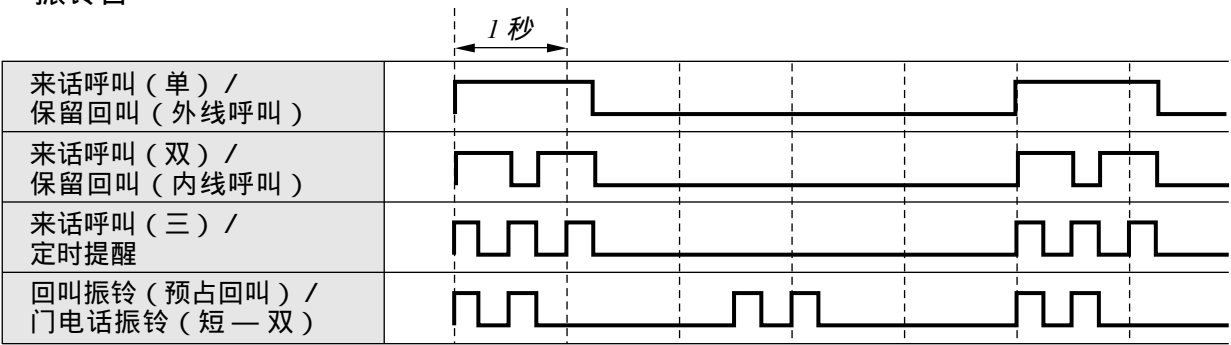 振铃音
1 秒
来话呼叫（单）/
保留回叫（外线呼叫）
来话呼叫（双）/
保留回叫（内线呼叫）
来话呼叫（三）/
定时提醒
回叫振铃（预占回叫）/
门电话振铃（短 — 双）